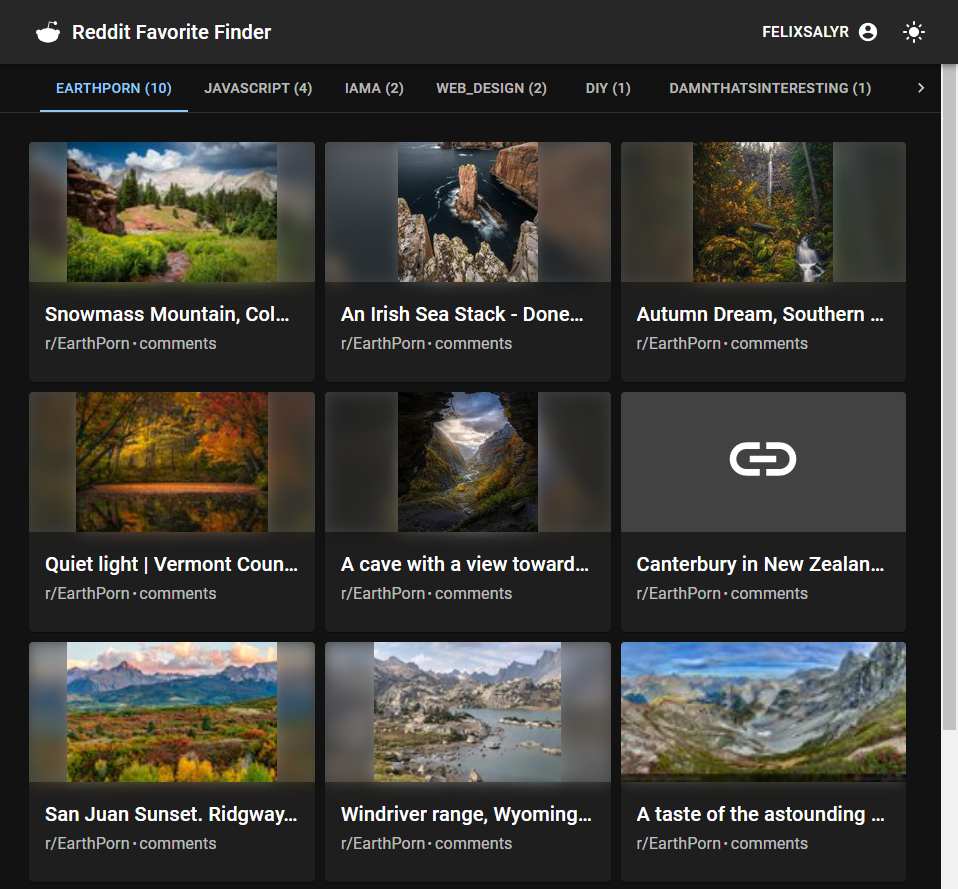 Reddit Favorite Finder
FELIXSALYR
EARTHPORN (10) JAVASCRIPT (4) IAMA (2) WEB_DESIGN (2) DIY (1) DAMNTHATSINTERESTING (1)
Snowmass Mountain, Col...
r/EarthPorn · comments
An Irish Sea Stack - Done...
r/EarthPorn · comments
Autumn Dream, Southern ...
r/EarthPorn · comments
Quiet light | Vermont Coun...
r/EarthPorn · comments
A cave with a view toward...
r/EarthPorn · comments
Canterbury in New Zealan...
r/EarthPorn · comments
San Juan Sunset. Ridgway...
r/EarthPorn · comments
Windriver range, Wyoming...
r/EarthPorn · comments
A taste of the astounding ...
r/EarthPorn · comments